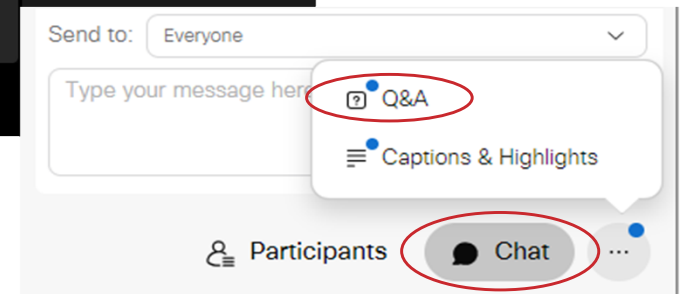 Send to: Everyone
Type your message here
Q&A
Captions & Highlights
Participants Chat ...